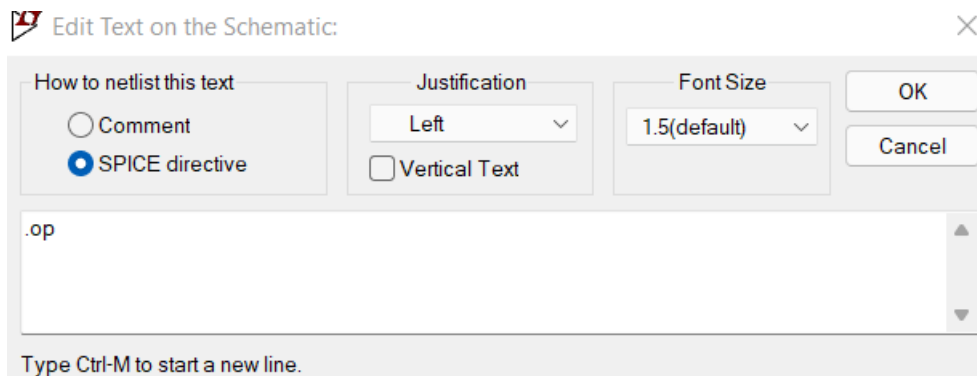 Edit Text on the Schematic:
How to netlist this text
Comment
SPICE directive
Justification
Left
Vertical Text
Font Size
1.5(default)
OK
Cancel
.op
Type Ctrl-M to start a new line.